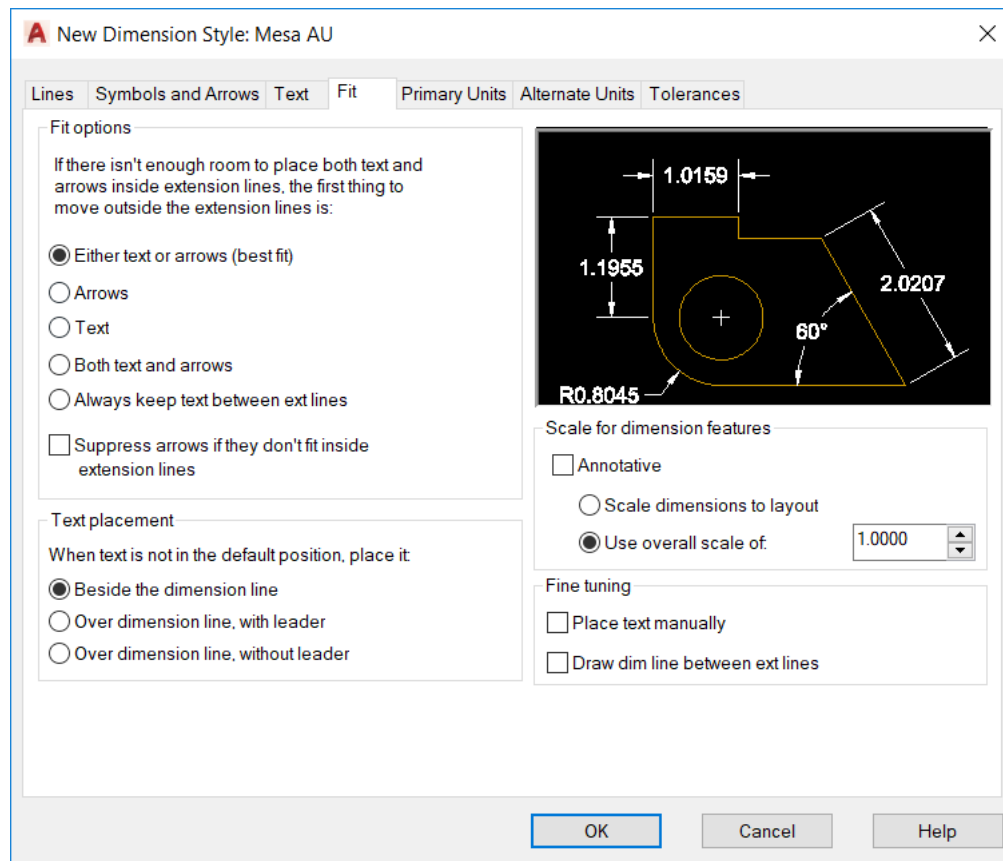 New Dimension Style: Mesa AU
Lines Symbols and Arrows Text Fit Primary Units Alternate Units Tolerances
Fit options
If there isn't enough room to place both text and
arrows inside extension lines, the first thing to
move outside the extension lines is:
Either text or arrows (best fit)
Arrows
Text
Both text and arrows
Always keep text between ext lines
Suppress arrows if they don't fit inside
extension lines
Text placement
When text is not in the default position, place it:
Beside the dimension line
Over dimension line, with leader
Over dimension line, without leader
1.0159
1.1955
2.0207
60°
R0.8045
Scale for dimension features
Annotative
Scale dimensions to layout
Use overall scale of: 1.0000
Fine tuning
Place text manually
Draw dim line between ext lines
OK Cancel Help